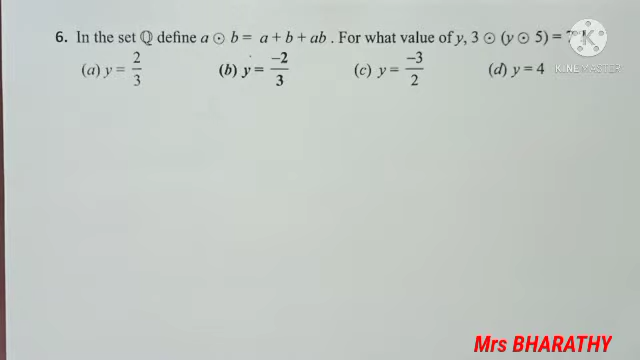 6. In the set ℚ define a ⊙ b = a + b + ab . For what value of y, 3 ⊙ (y ⊙ 5) =
(a) y = 2/3 (b) y = -2/3 (c) y = -3/2 (d) y = 4
KINEMASTER
Mrs BHARATHY